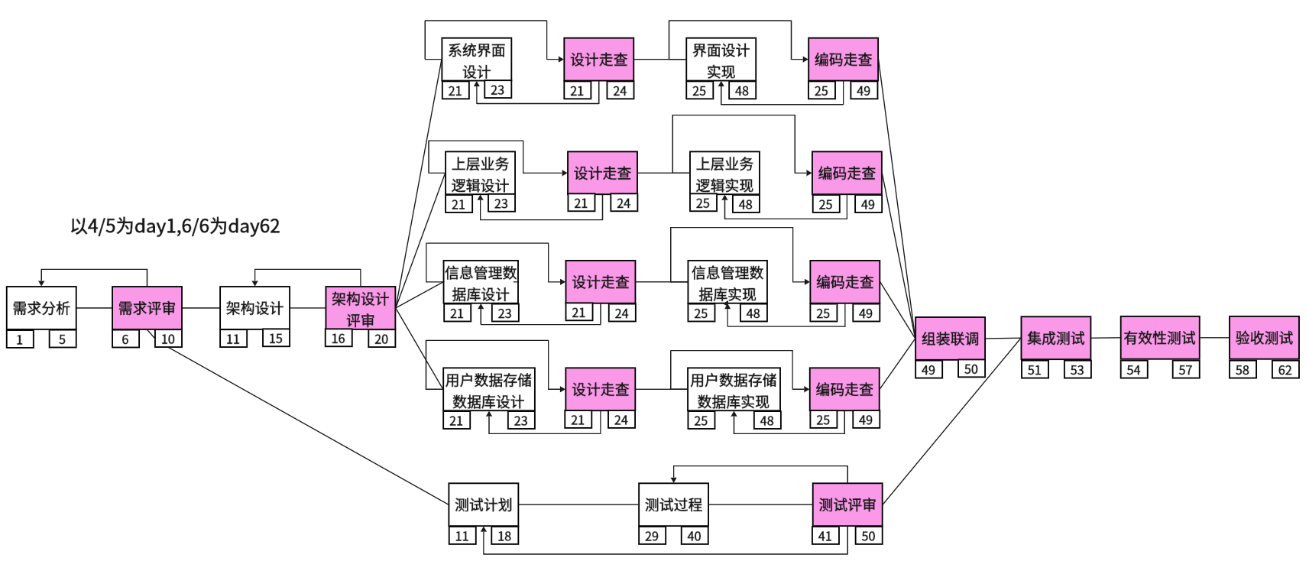 系统界面
设计
21 23
设计走查
21 24
界面设计
实现
25 48
编码走查
25 49
上层业务
逻辑设计
21 23
设计走查
21 24
上层业务
逻辑实现
25 48
编码走查
25 49
以4/5为day1,6/6为day62
信息管理数
据库设计
21 23
设计走查
21 24
信息管理数
据库实现
25 48
编码走查
25 49
需求分析
1 5
需求评审
6 10
架构设计
11 15
架构设计
评审
16 20
用户数据存储
数据库设计
21 23
设计走查
21 24
用户数据存储
数据库实现
25 48
编码走查
25 49
组装联调
49 50
集成测试
51 53
有效性测试
54 57
验收测试
58 62
测试计划
11 18
测试过程
29 40
测试评审
41 50